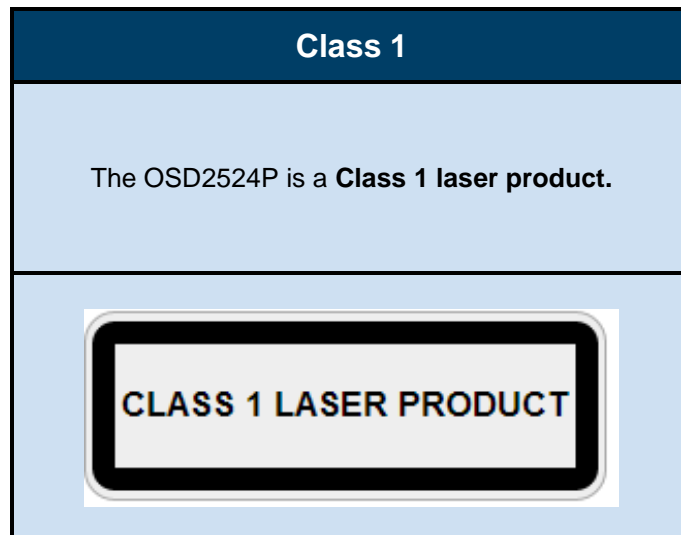 Class 1
The OSD2524P is a Class 1 laser product.
CLASS 1 LASER PRODUCT